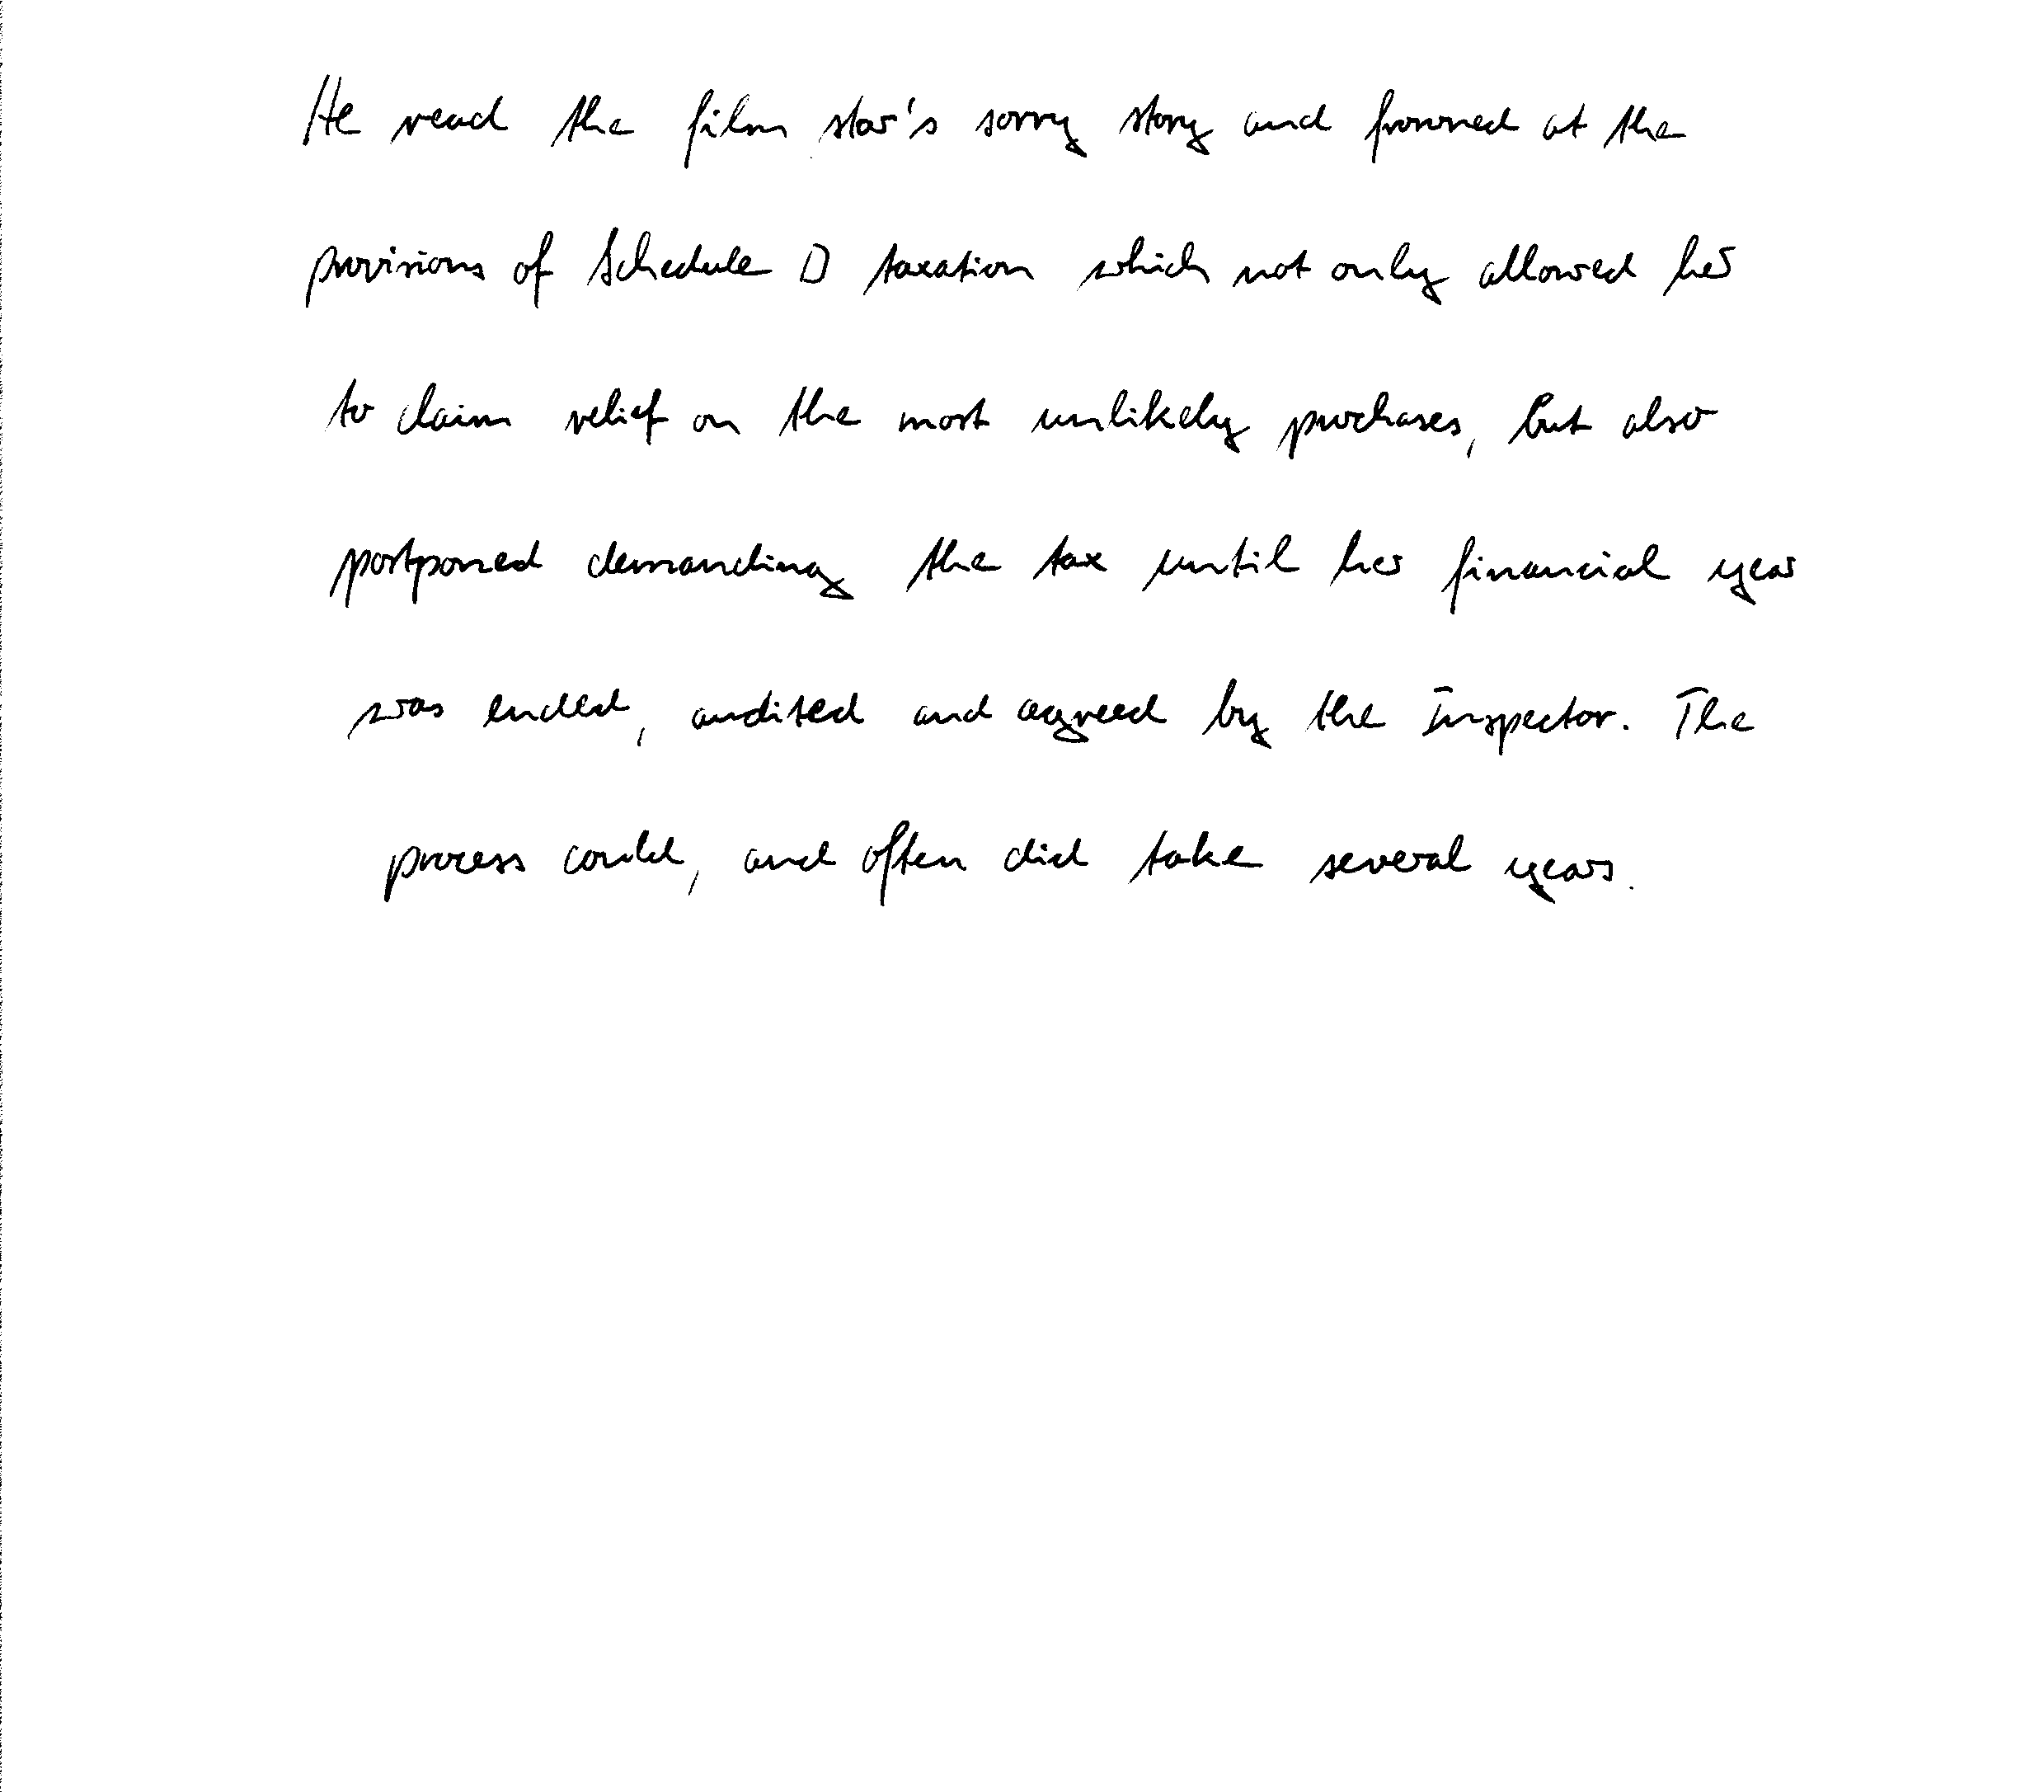 He read the film star's sorry story and frowned at the
provisions of Schedule D taxation which not only allowed her
to claim relief on the most unlikely purchases, but also
postponed demanding the tax until her financial year
was ended, audited and agreed by the Inspector. The
process could, and often did take several years.